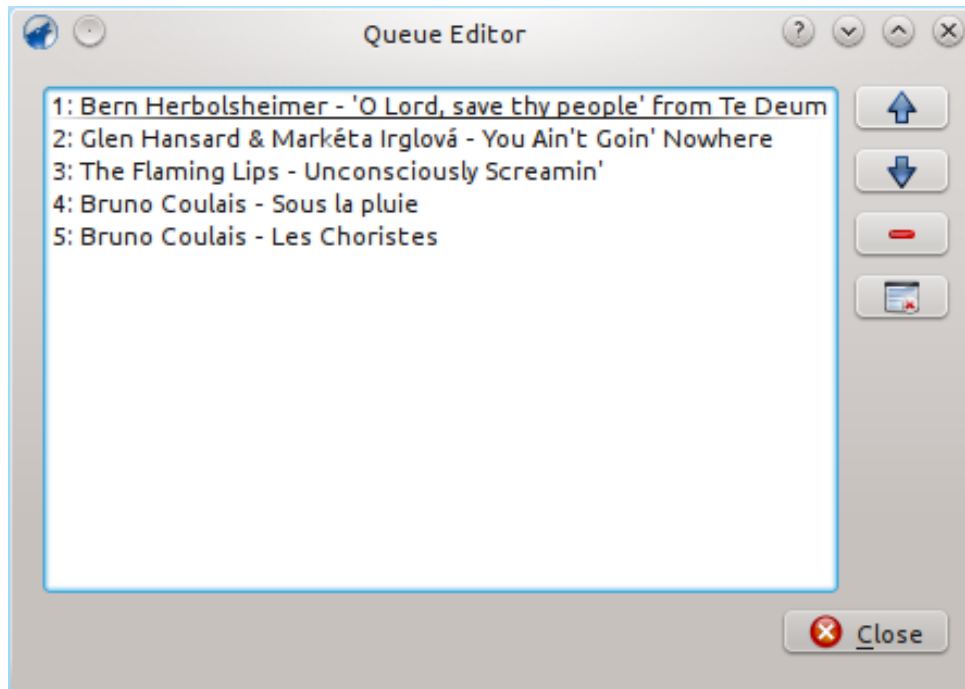 Queue Editor
1: Bern Herbolsheimer - 'O Lord, save thy people' from Te Deum
2: Glen Hansard & Markéta Irglová - You Ain't Goin' Nowhere
3: The Flaming Lips - Unconsciously Screamin'
4: Bruno Coulais - Sous la pluie
5: Bruno Coulais - Les Choristes
Close